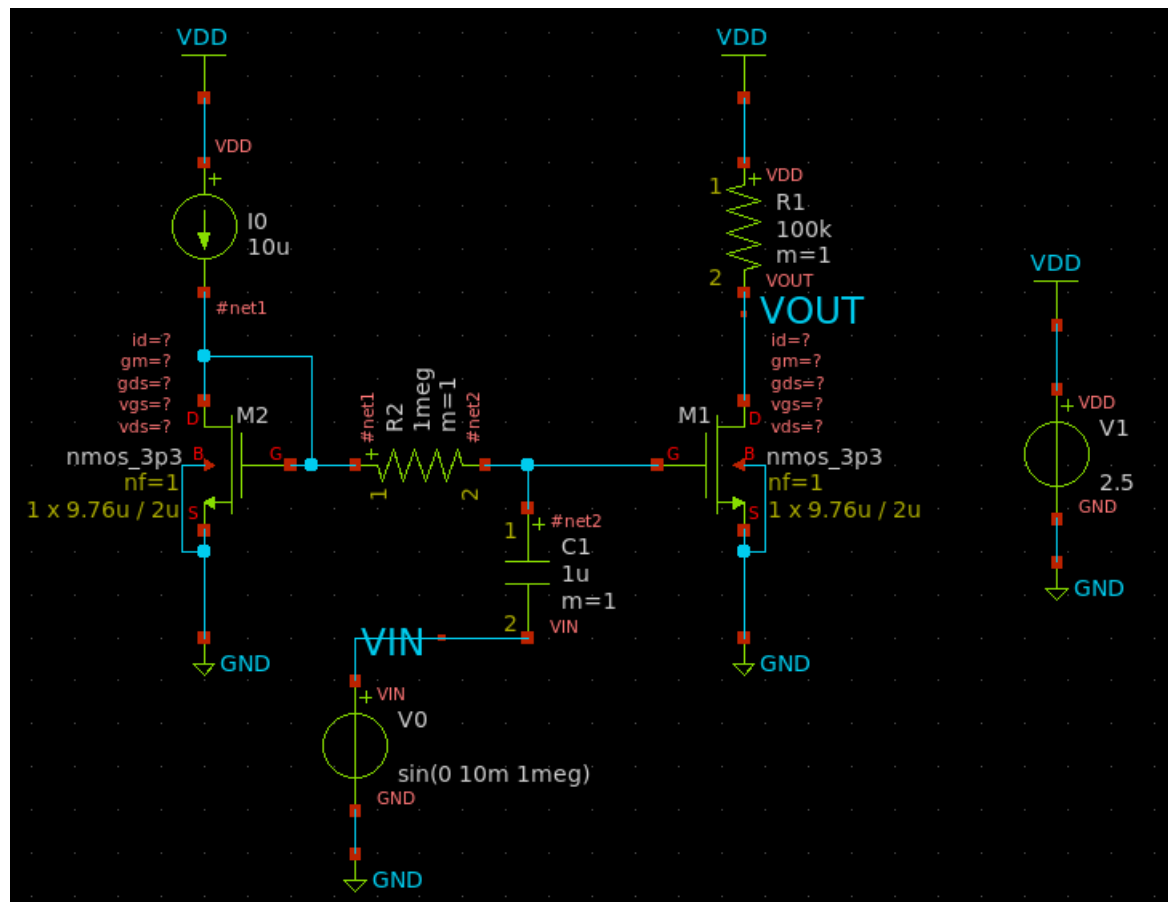 VDD
VDD
+
I0
10u
#net1
id=?
gm=?
gds=?
vgs=?
vds=?
D
M2
B
G
nmos_3p3
nf=1
1 x 9.76u / 2u
S
GND
#net1
+
1
R2
1meg
m=1
#net2
2
1
+
#net2
C1
1u
m=1
2
VIN
VIN
+
VIN
V0
sin(0 10m 1meg)
GND
GND
VDD
1
+
VDD
R1
100k
m=1
2
VOUT
VOUT
id=?
gm=?
gds=?
vgs=?
vds=?
M1
D
G
B
nmos_3p3
nf=1
S
1 x 9.76u / 2u
GND
VDD
+
VDD
V1
2.5
GND
GND